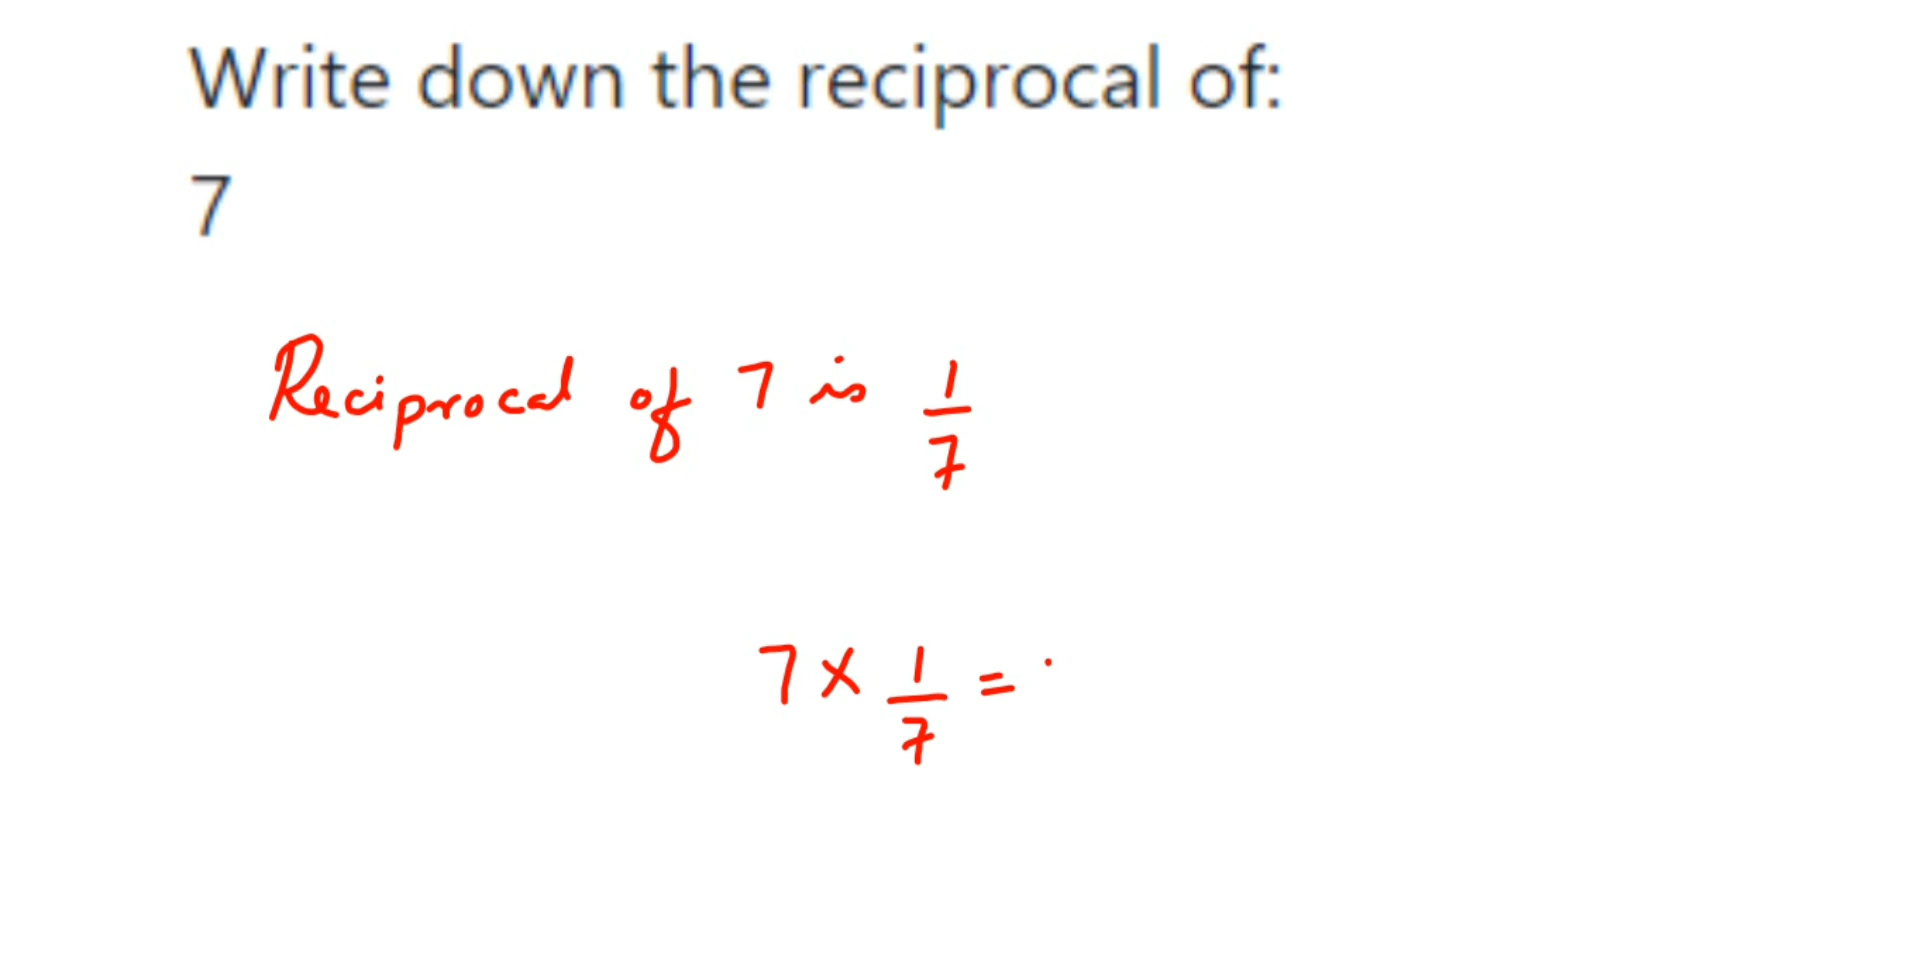 Write down the reciprocal of:
7
Reciprocal of 7 is 1/7
7 × 1/7 =